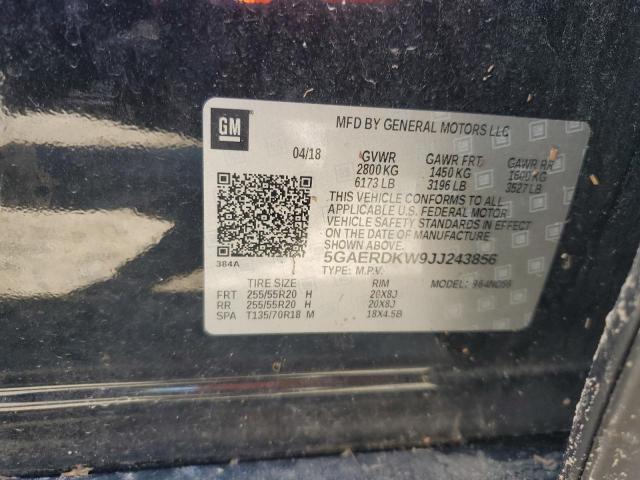 GM
MFD BY GENERAL MOTORS LLC
04/18 GVWR GAWR FRT GAWR RR
2800 KG 1450 KG 1600 KG
6173 LB 3196 LB 3527 LB
THIS VEHICLE CONFORMS TO ALL
APPLICABLE U.S. FEDERAL MOTOR
VEHICLE SAFETY STANDARDS IN EFFECT
ON THE DATE OF MANUFACTURE SHOWN ABOVE.
384A
5GAERDKW9JJ243856
TYPE: M.P.V.
TIRE SIZE RIM MODEL:
FRT 255/55R20 H 20X8J
RR 255/55R20 H 20X8J
SPA T135/70R18 M 18X4.5B